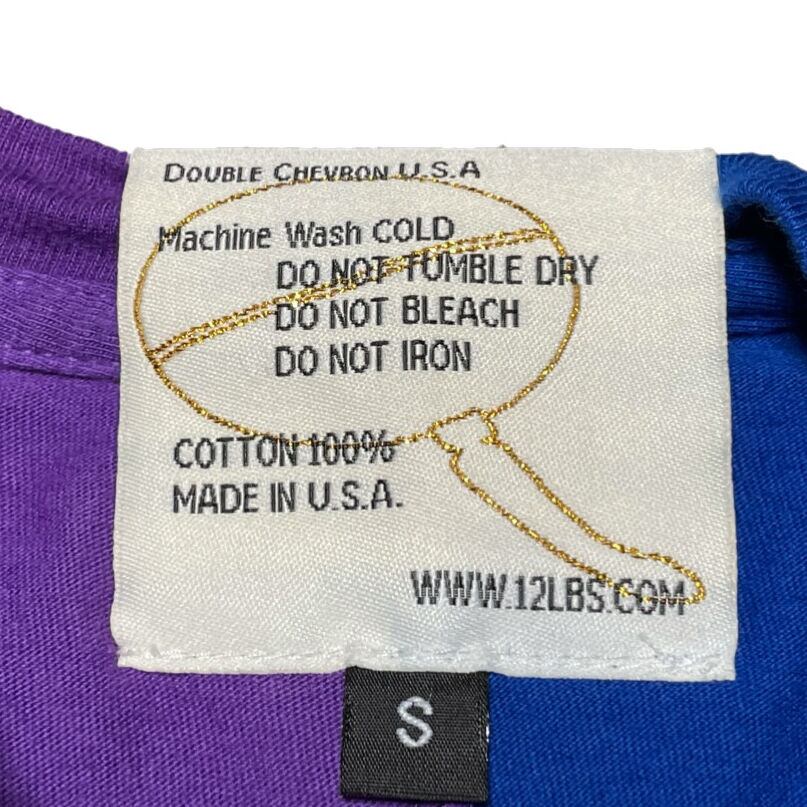 DOUBLE CHEVRON U.S.A
Machine Wash COLD
DO NOT TUMBLE DRY
DO NOT BLEACH
DO NOT IRON
COTTON 100%
MADE IN U.S.A.
WWW.12LBS.COM
S